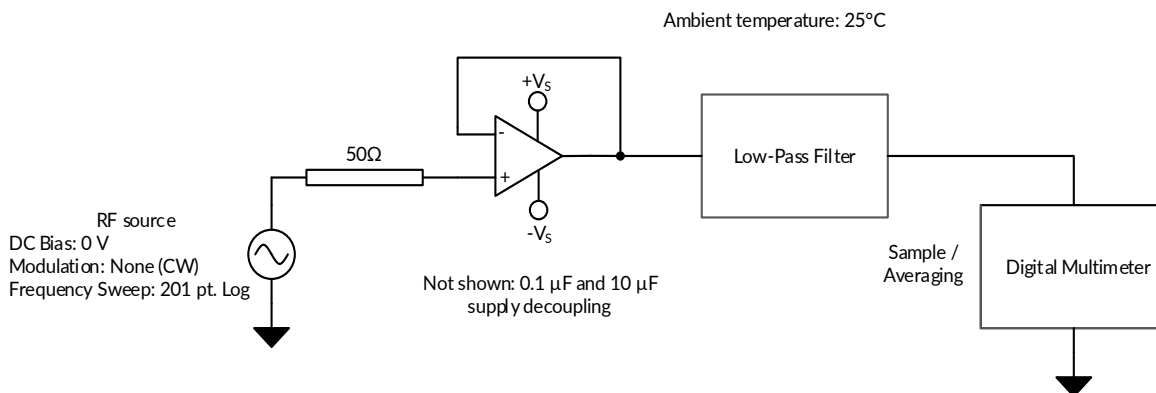 Ambient temperature: 25°C
+VS
50Ω
-
+
Low-Pass Filter
-VS
RF source
DC Bias: 0 V
Modulation: None (CW)
Frequency Sweep: 201 pt. Log
Not shown: 0.1 µF and 10 µF
supply decoupling
Sample /
Averaging
Digital Multimeter